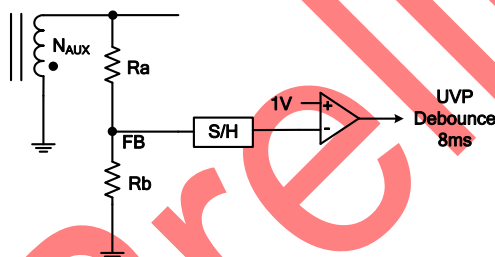 NAUX
Ra
1V
+
-
S/H
FB
Rb
UVP
Debounce
8ms